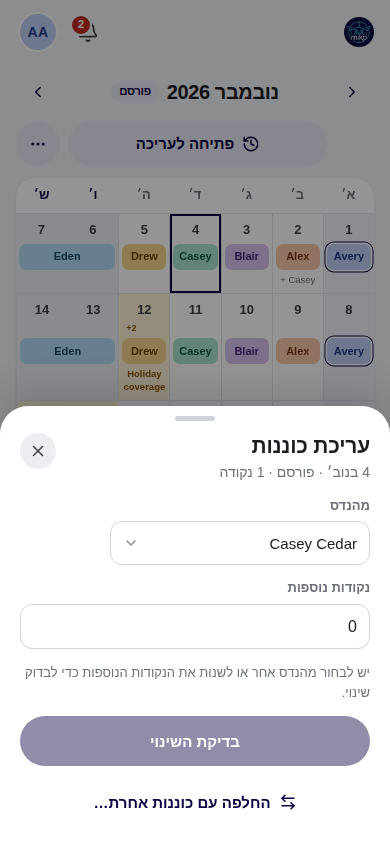 miko
2
AA
נובמבר 2026
פורסם
פתיחה לעריכה
א׳ ב׳ ג׳ ד׳ ה׳ ו׳ ש׳
1 2 3 4 5 6 7
Avery Alex Blair Casey Drew Eden
+ Casey
8 9 10 11 12 13 14
+2
Avery Alex Blair Casey Drew Eden
Holiday
coverage
עריכת כוננות
4 בנוב׳ · פורסם · 1 נקודה
מהנדס
Casey Cedar
נקודות נוספות
0
יש לבחור מהנדס אחר או לשנות את הנקודות הנוספות כדי לבדוק
שינוי.
בדיקת השינוי
החלפה עם כוננות אחרת...